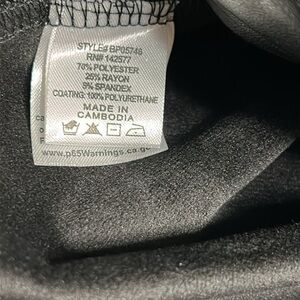 STYLE# BP05746
RN# 142577
70% POLYESTER
25% RAYON
5% SPANDEX
COATING: 100% POLYURETHANE
MADE IN
CAMBODIA
www.p65Warnings.ca.g